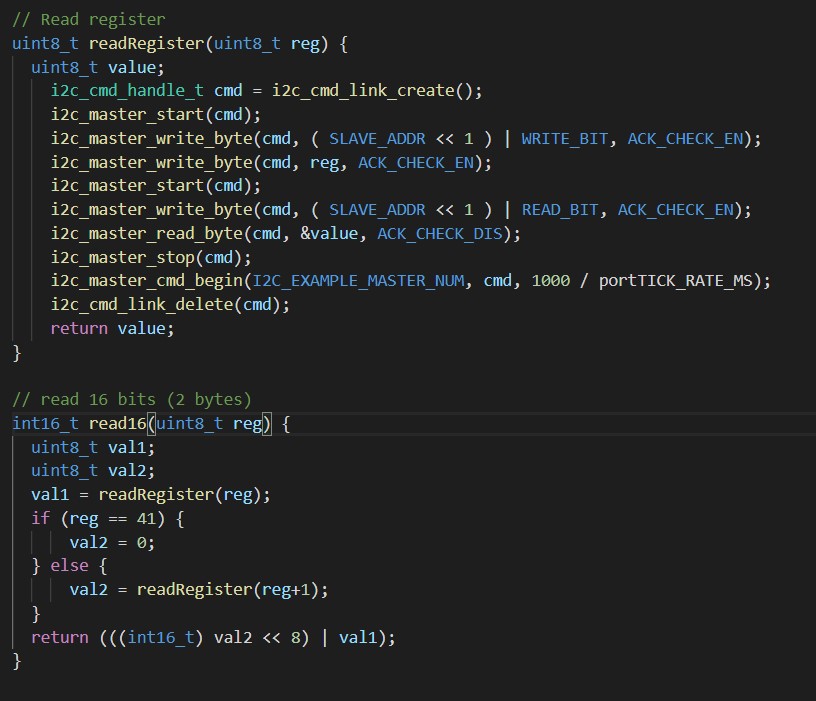 // Read register
uint8_t readRegister(uint8_t reg) {
uint8_t value;
i2c_cmd_handle_t cmd = i2c_cmd_link_create();
i2c_master_start(cmd);
i2c_master_write_byte(cmd, ( SLAVE_ADDR << 1 ) | WRITE_BIT, ACK_CHECK_EN);
i2c_master_write_byte(cmd, reg, ACK_CHECK_EN);
i2c_master_start(cmd);
i2c_master_write_byte(cmd, ( SLAVE_ADDR << 1 ) | READ_BIT, ACK_CHECK_EN);
i2c_master_read_byte(cmd, &value, ACK_CHECK_DIS);
i2c_master_stop(cmd);
i2c_master_cmd_begin(I2C_EXAMPLE_MASTER_NUM, cmd, 1000 / portTICK_RATE_MS);
i2c_cmd_link_delete(cmd);
return value;
}
// read 16 bits (2 bytes)
int16_t read16(uint8_t reg) {
uint8_t val1;
uint8_t val2;
val1 = readRegister(reg);
if (reg == 41) {
val2 = 0;
} else {
val2 = readRegister(reg+1);
}
return (((int16_t) val2 << 8) | val1);
}